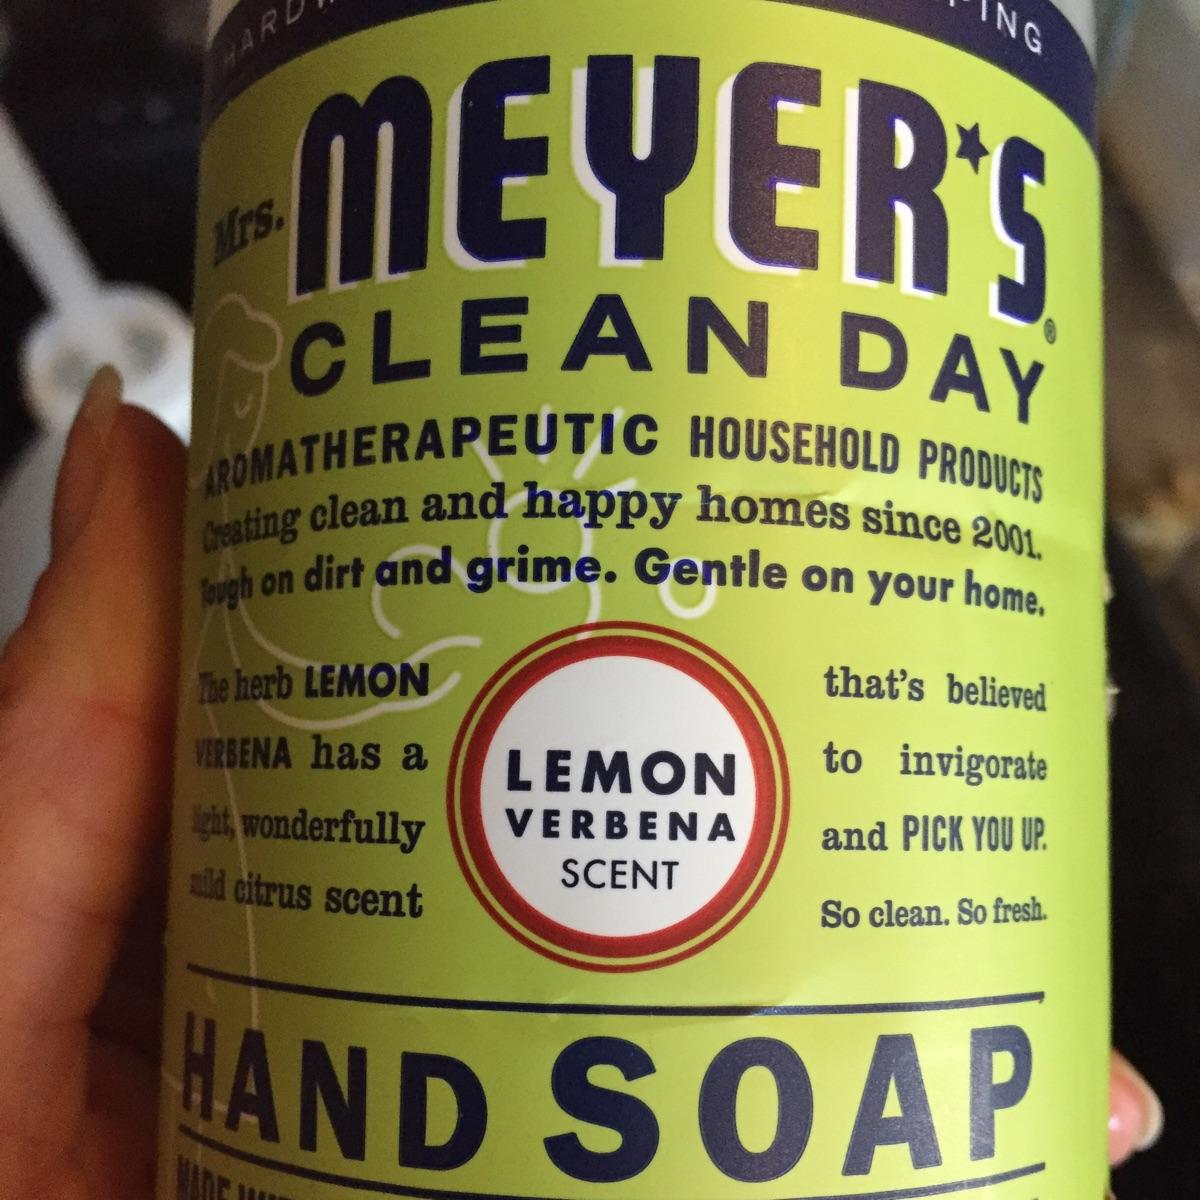 Mrs. MEYER'S®
CLEAN DAY
AROMATHERAPEUTIC HOUSEHOLD PRODUCTS
Creating clean and happy homes since 2001.
Tough on dirt and grime. Gentle on your home.
The herb LEMON
VERBENA has a
light, wonderfully
mild citrus scent
LEMON
VERBENA
SCENT
that's believed
to invigorate
and PICK YOU UP.
So clean. So fresh.
HAND SOAP
MADE